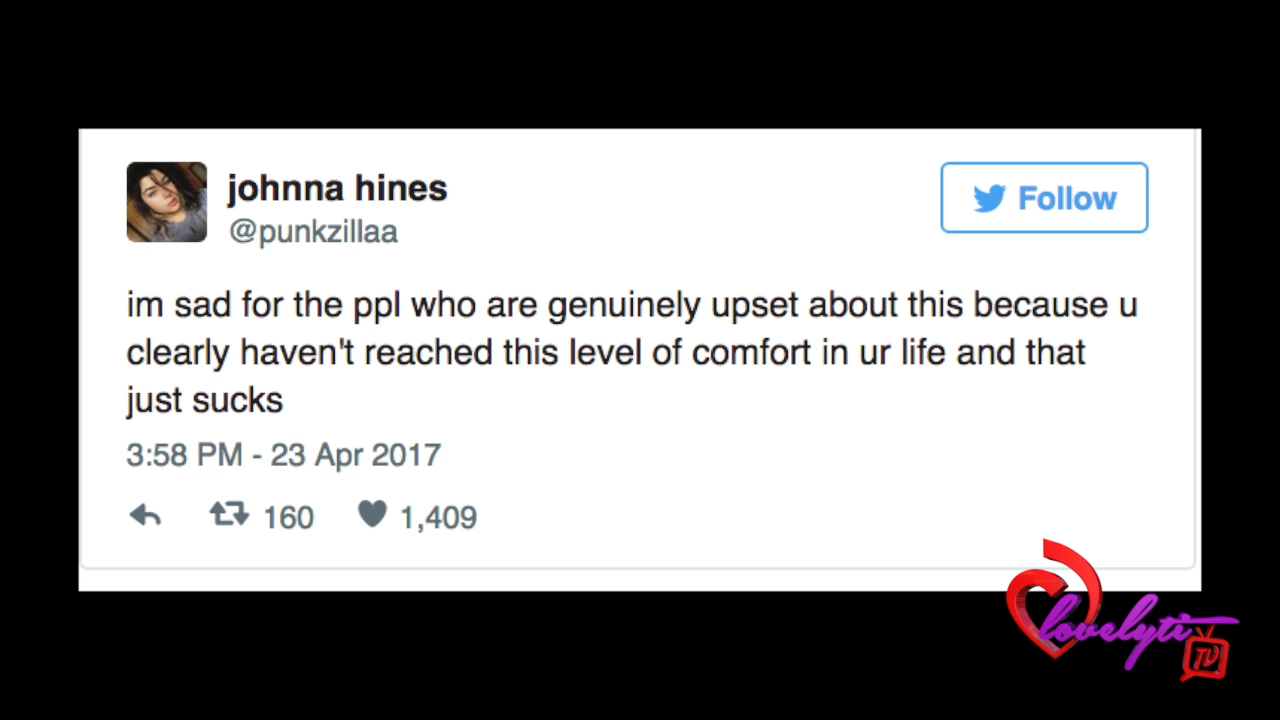 johnna hines
Follow
@punkzillaa
im sad for the ppl who are genuinely upset about this because u
clearly haven't reached this level of comfort in ur life and that
just sucks
3:58 PM - 23 Apr 2017
160 1,409
lovelyti
TV